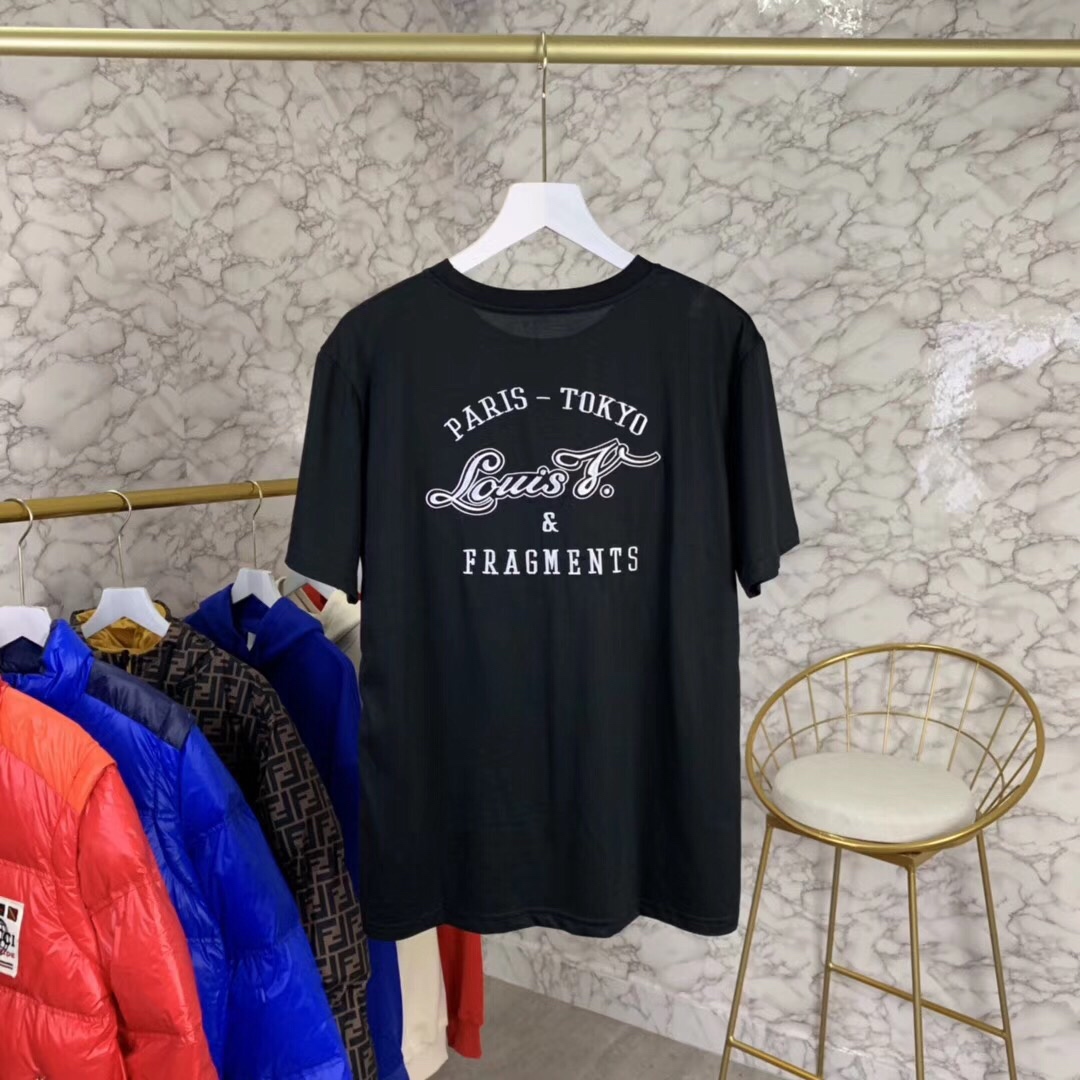 PARIS – TOKYO
Louis V.
&
FRAGMENTS